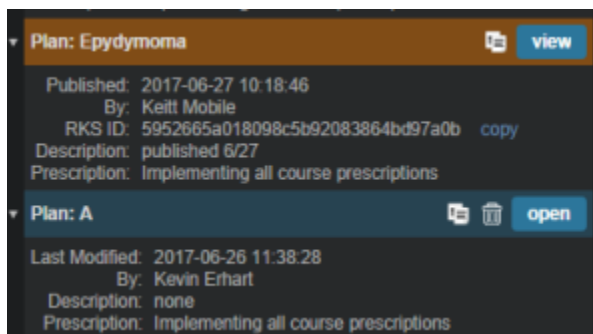 Plan: Epydymoma view
Published: 2017-06-27 10:18:46
By: Keitt Mobile
RKS ID: 5952665a018098c5b92083864bd97a0b copy
Description: published 6/27
Prescription: Implementing all course prescriptions
Plan: A open
Last Modified: 2017-06-26 11:38:28
By: Kevin Erhart
Description: none
Prescription: Implementing all course prescriptions